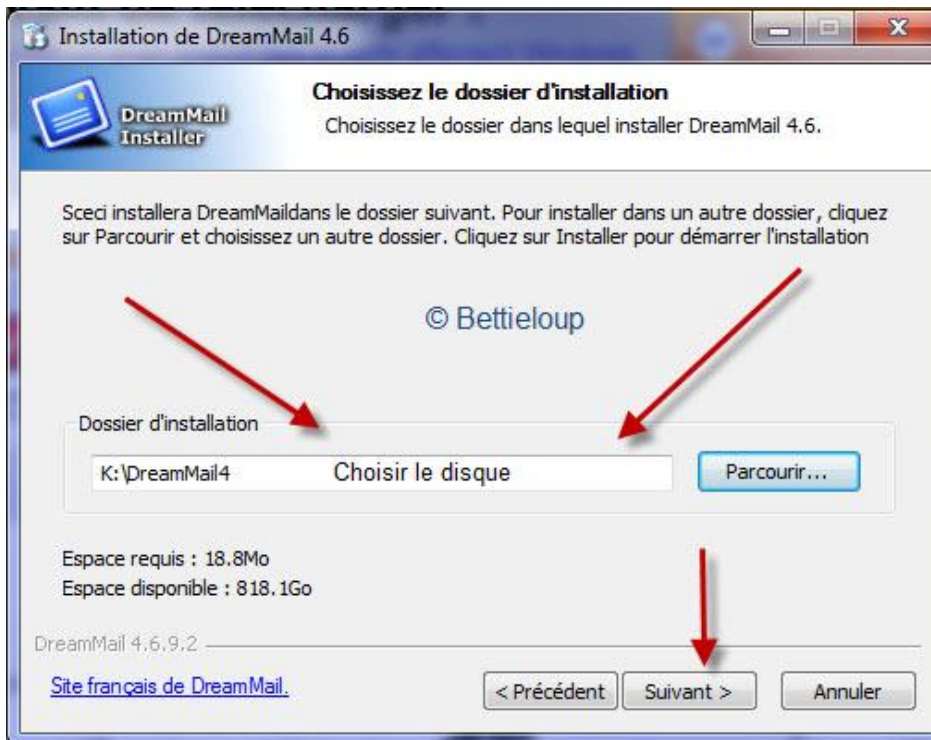 Installation de DreamMail 4.6
DreamMail
Installer
Choisissez le dossier d'installation
Choisissez le dossier dans lequel installer DreamMail 4.6.
Sceci installera DreamMaildans le dossier suivant. Pour installer dans un autre dossier, cliquez
sur Parcourir et choisissez un autre dossier. Cliquez sur Installer pour démarrer l'installation
© Bettieloup
Dossier d'installation
K:\DreamMail4
Choisir le disque
Parcourir...
Espace requis : 18.8Mo
Espace disponible : 818.1Go
DreamMail 4.6.9.2
Site français de DreamMail.
< Précédent
Suivant >
Annuler